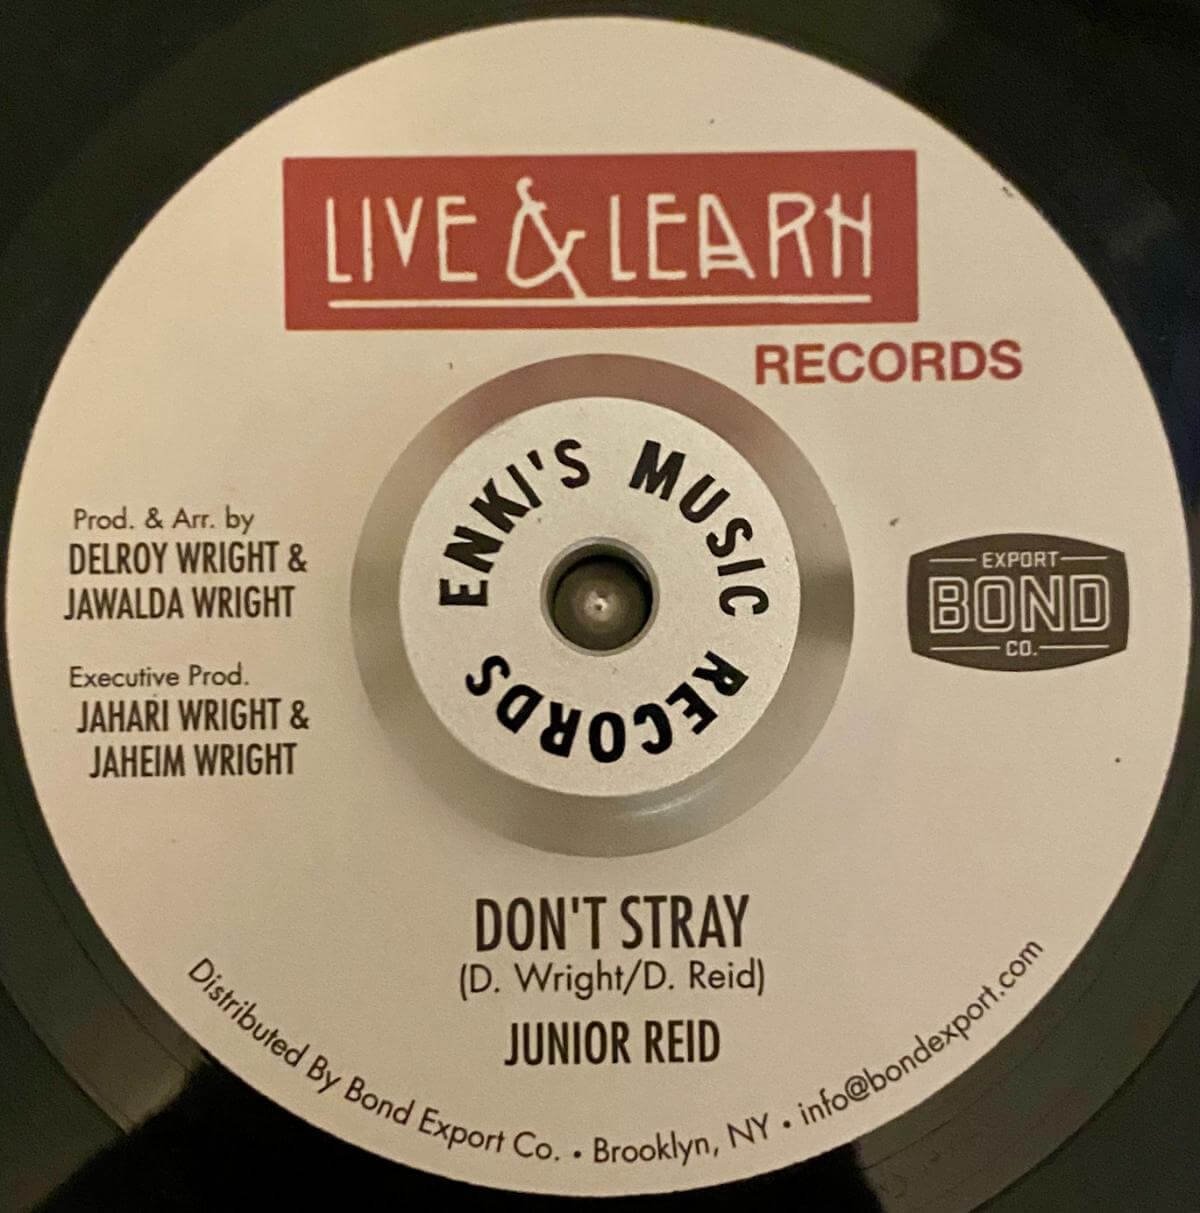 LIVE & LEARN
RECORDS
ENKI'S MUSIC RECORDS
Prod. & Arr. by
DELROY WRIGHT &
JAWALDA WRIGHT
Executive Prod.
JAHARI WRIGHT &
JAHEIM WRIGHT
EXPORT
BOND
CO.
DON'T STRAY
(D. Wright/D. Reid)
JUNIOR REID
Distributed By Bond Export Co. • Brooklyn, NY • info@bondexport.com